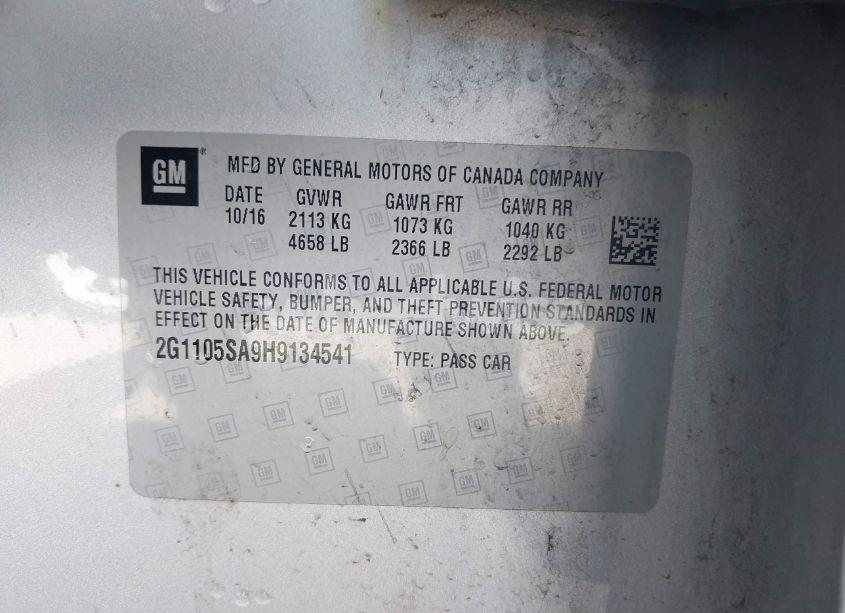 GM ® MFD BY GENERAL MOTORS OF CANADA COMPANY
DATE GVWR GAWR FRT GAWR RR
10/16 2113 KG 1073 KG 1040 KG
4658 LB 2366 LB 2292 LB
THIS VEHICLE CONFORMS TO ALL APPLICABLE U.S. FEDERAL MOTOR
VEHICLE SAFETY, BUMPER, AND THEFT PREVENTION STANDARDS IN
EFFECT ON THE DATE OF MANUFACTURE SHOWN ABOVE.
2G1105SA9H9134541 TYPE: PASS CAR